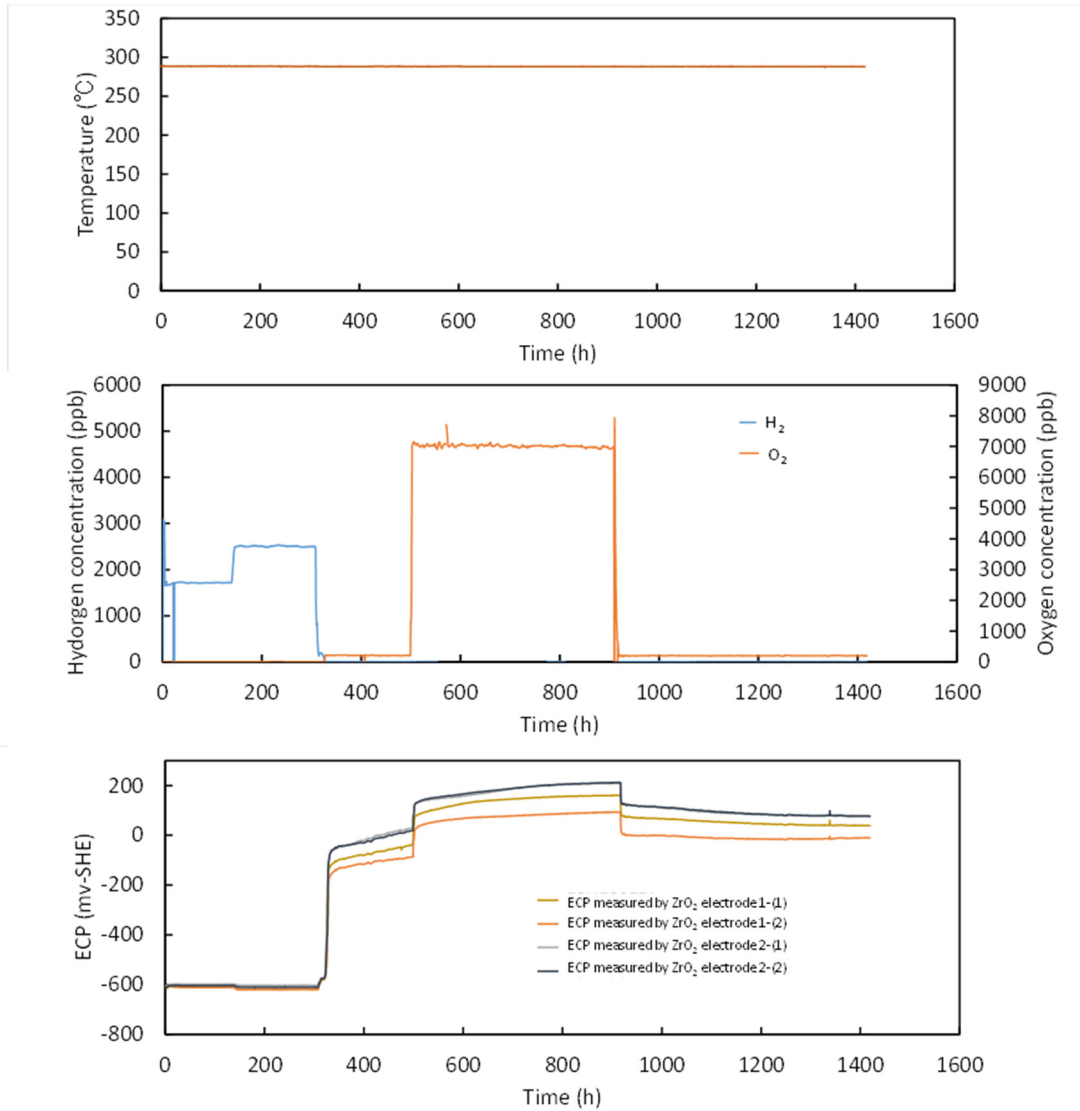 350
300
250
200
150
100
50
0
Temperature (℃)
0 200 400 600 800 1000 1200 1400 1600
Time (h)
6000
5000
4000
3000
2000
1000
0
Hydorgen concentration (ppb)
H₂
O₂
9000
8000
7000
6000
5000
4000
3000
2000
1000
0
Oxygen concentration (ppb)
0 200 400 600 800 1000 1200 1400 1600
Time (h)
200
0
-200
-400
-600
-800
ECP (mv-SHE)
ECP measured by ZrO₂ electrode1-(1)
ECP measured by ZrO₂ electrode1-(2)
ECP measured by ZrO₂ electrode2-(1)
ECP measured by ZrO₂ electrode2-(2)
0 200 400 600 800 1000 1200 1400 1600
Time (h)